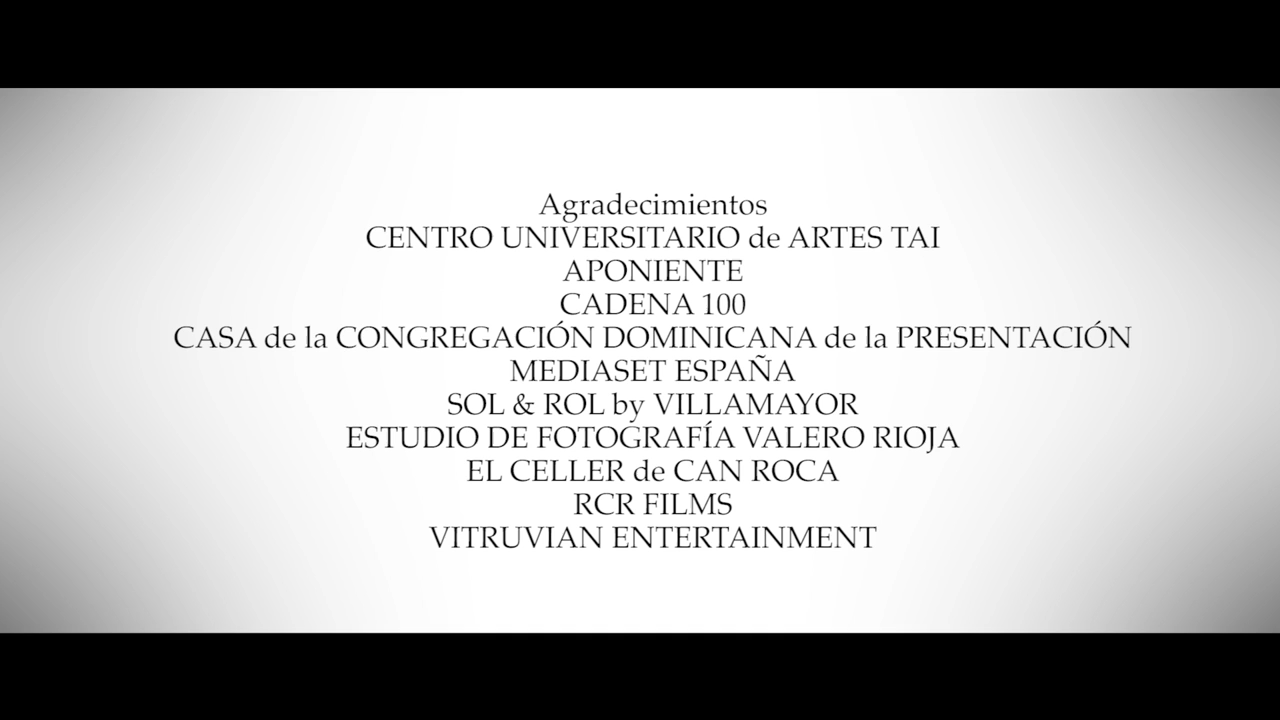 Agradecimientos
CENTRO UNIVERSITARIO de ARTES TAI
APONIENTE
CADENA 100
CASA de la CONGREGACIÓN DOMINICANA de la PRESENTACIÓN
MEDIASET ESPAÑA
SOL & ROL by VILLAMAYOR
ESTUDIO DE FOTOGRAFÍA VALERO RIOJA
EL CELLER de CAN ROCA
RCR FILMS
VITRUVIAN ENTERTAINMENT